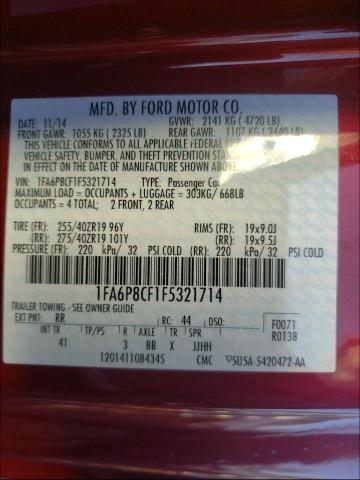 MFD. BY FORD MOTOR CO.
DATE: 11/14 GVWR: 2141 KG ( 4720 LB)
FRONT GAWR: 1055 KG ( 2325 LB) REAR GAWR: 1107 KG ( 2440 LB)
THIS VEHICLE CONFORMS TO ALL APPLICABLE FEDERAL MOTOR
VEHICLE SAFETY, BUMPER, AND THEFT PREVENTION
THIS DATE OF MANUFACTURE SHOWN ABOVE.
VIN: 1FA6P8CF1F5321714 TYPE: Passenger Car
MAXIMUM LOAD = OCCUPANTS + LUGGAGE = 303KG/ 668LB
OCCUPANTS = 4 TOTAL; 2 FRONT, 2 REAR
TIRE (FR): 255/40ZR19 96Y RIMS (FR): 19x9.0J
(RR): 275/40ZR19 101Y (RR): 19x9.5J
PRESSURE (FR): 220 kPa/ 32 PSI COLD (RR): 220 kPa/ 32 PSI COLD
1FA6P8CF1F5321714
TRAILER TOWING - SEE OWNER GUIDE
EXT PNT: RR RC: 44 DSO: F0071
INT TR TP/PS R AXLE TR SPR R0138
41 3 BB X JJHH
1201411084345 CMC 5U5A-5420472-AA